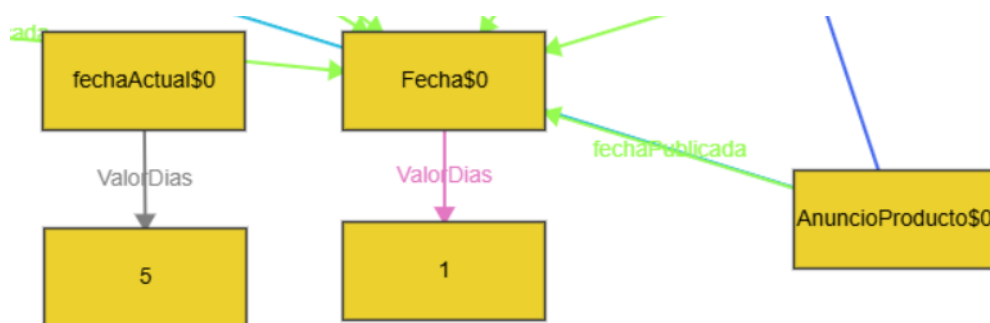 fechaActual$0
Fecha$0
ValorDias
ValorDias
fechaPublicada
AnuncioProducto$0
5
1